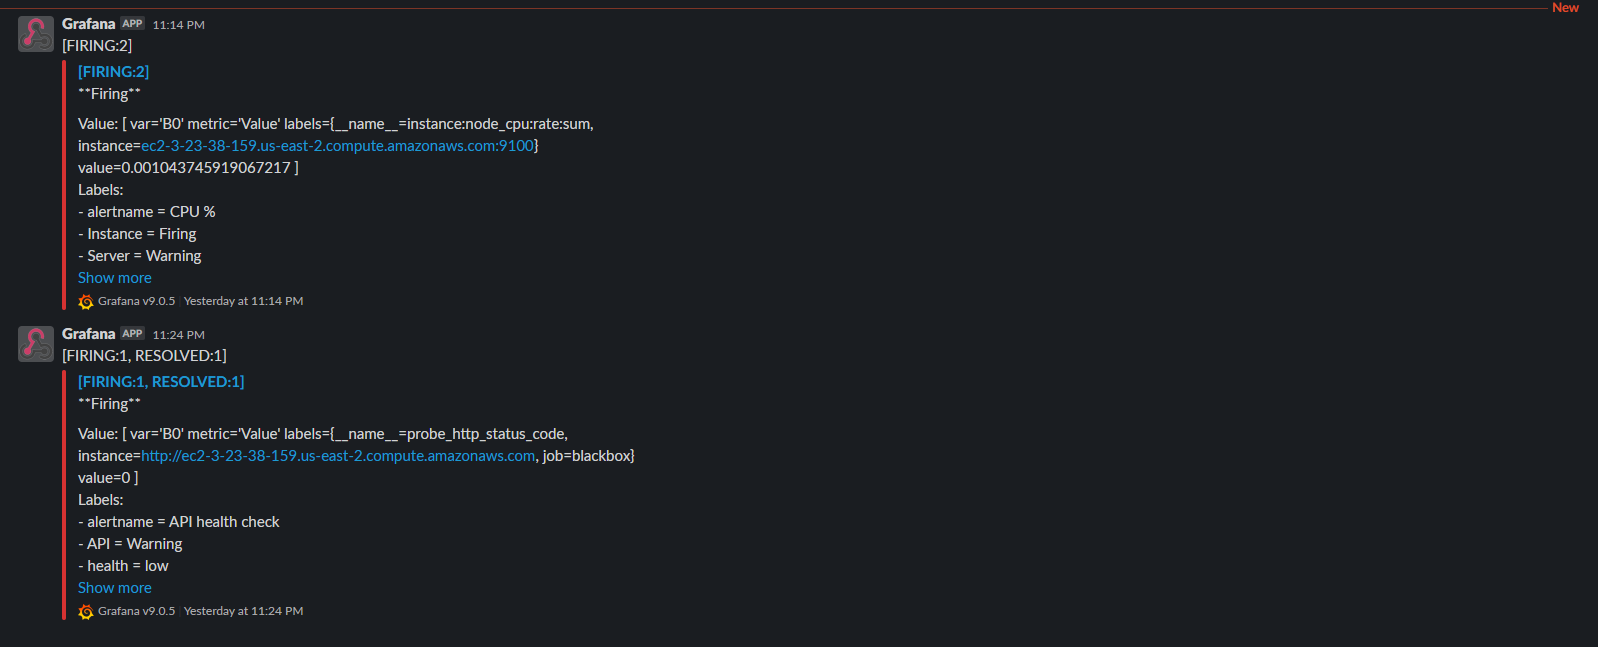 New
Grafana APP 11:14 PM
[FIRING:2]
[FIRING:2]
**Firing**
Value: [ var='B0' metric='Value' labels={__name__=instance:node_cpu:rate:sum,
instance=ec2-3-23-38-159.us-east-2.compute.amazonaws.com:9100}
value=0.001043745919067217 ]
Labels:
- alertname = CPU %
- Instance = Firing
- Server = Warning
Show more
Grafana v9.0.5 | Yesterday at 11:14 PM
Grafana APP 11:24 PM
[FIRING:1, RESOLVED:1]
[FIRING:1, RESOLVED:1]
**Firing**
Value: [ var='B0' metric='Value' labels={__name__=probe_http_status_code,
instance=http://ec2-3-23-38-159.us-east-2.compute.amazonaws.com, job=blackbox}
value=0 ]
Labels:
- alertname = API health check
- API = Warning
- health = low
Show more
Grafana v9.0.5 | Yesterday at 11:24 PM